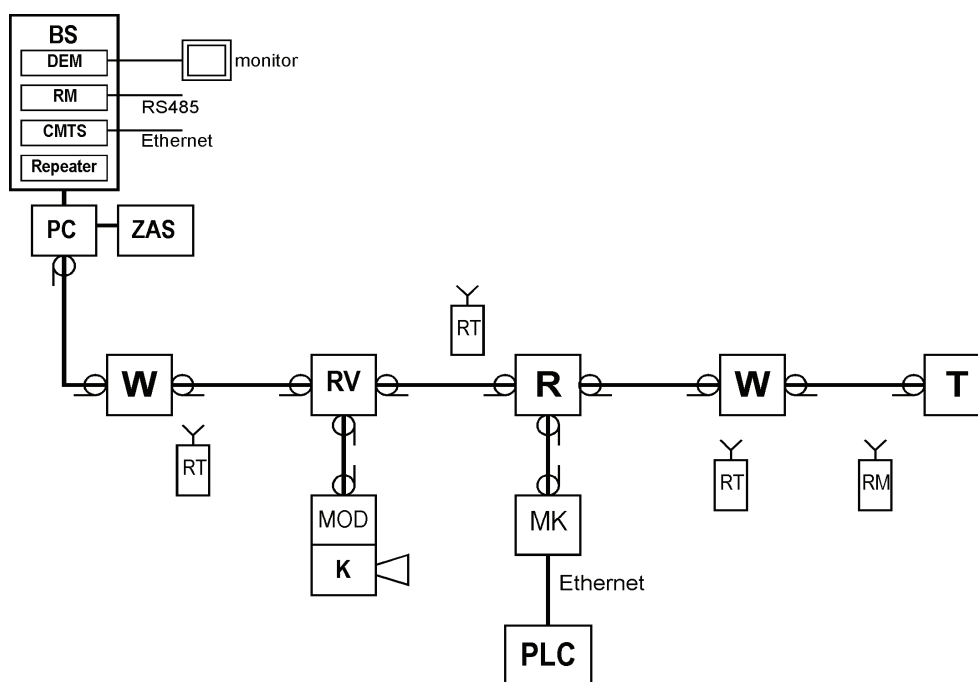 BS
DEM
monitor
RM
RS485
CMTS
Ethernet
Repeater
PC
ZAS
RT
W
RV
R
W
T
RT
RT
RM
MOD
MK
K
Ethernet
PLC